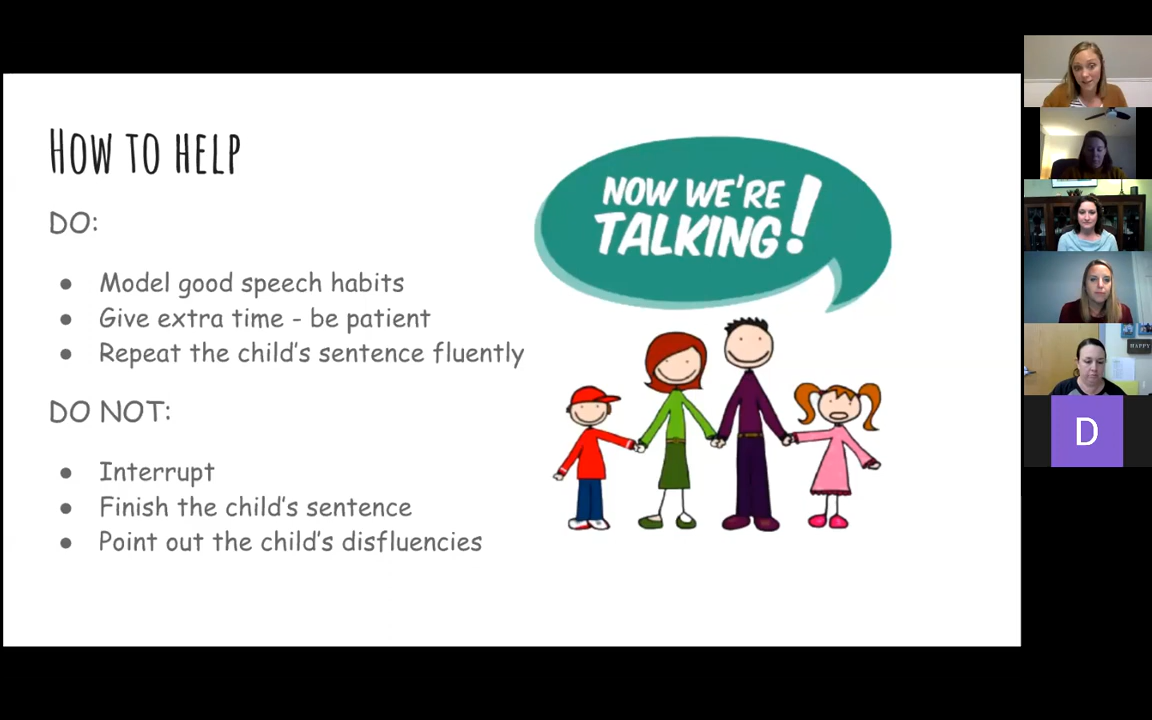 How to help
DO:
● Model good speech habits
● Give extra time - be patient
● Repeat the child's sentence fluently
DO NOT:
● Interrupt
● Finish the child's sentence
● Point out the child's disfluencies
NOW WE'RE
TALKING!
HAPPY
D